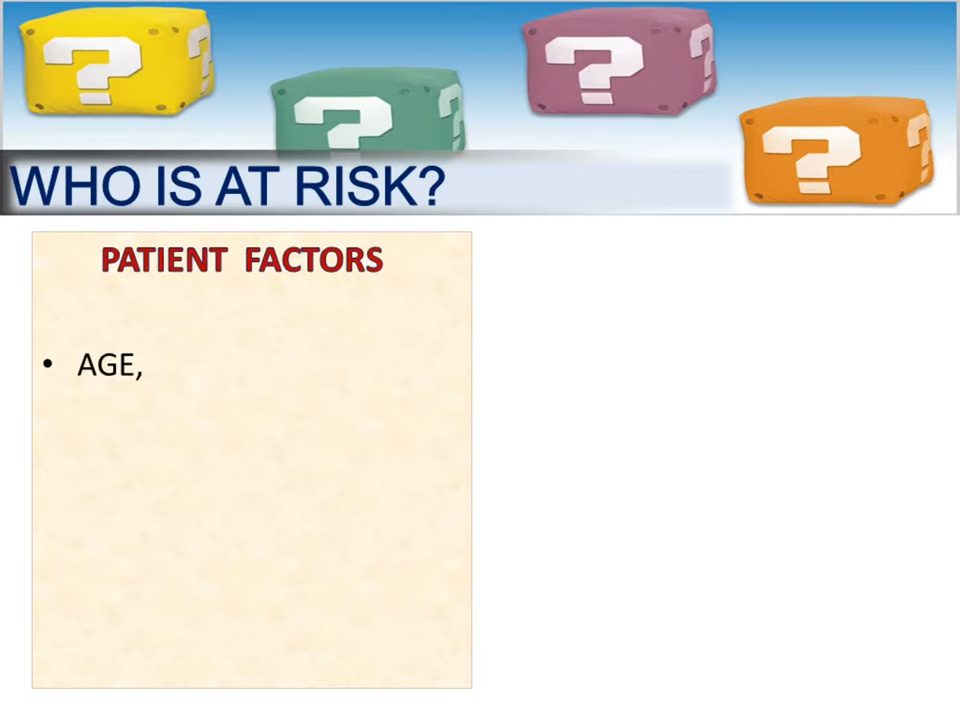 WHO IS AT RISK?
PATIENT FACTORS
• AGE,